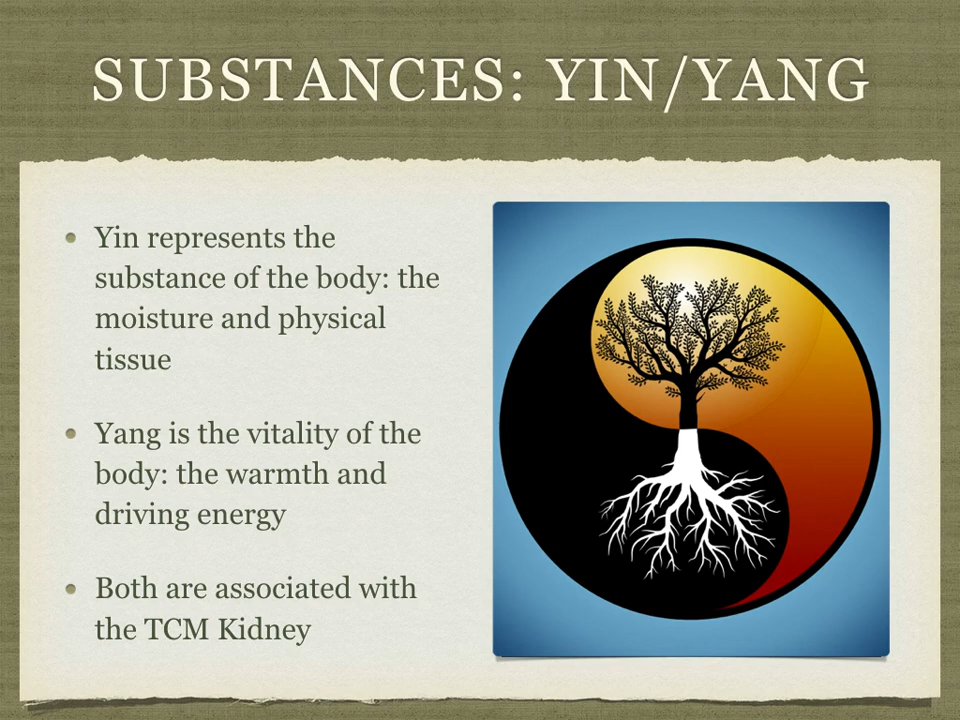 SUBSTANCES: YIN/YANG
• Yin represents the
substance of the body: the
moisture and physical
tissue
• Yang is the vitality of the
body: the warmth and
driving energy
• Both are associated with
the TCM Kidney